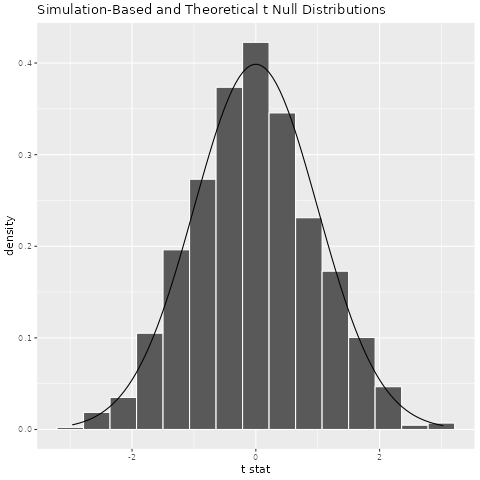 Simulation-Based and Theoretical t Null Distributions
0.4
0.3
0.2
0.1
0.0
density
-2 0 2
t stat